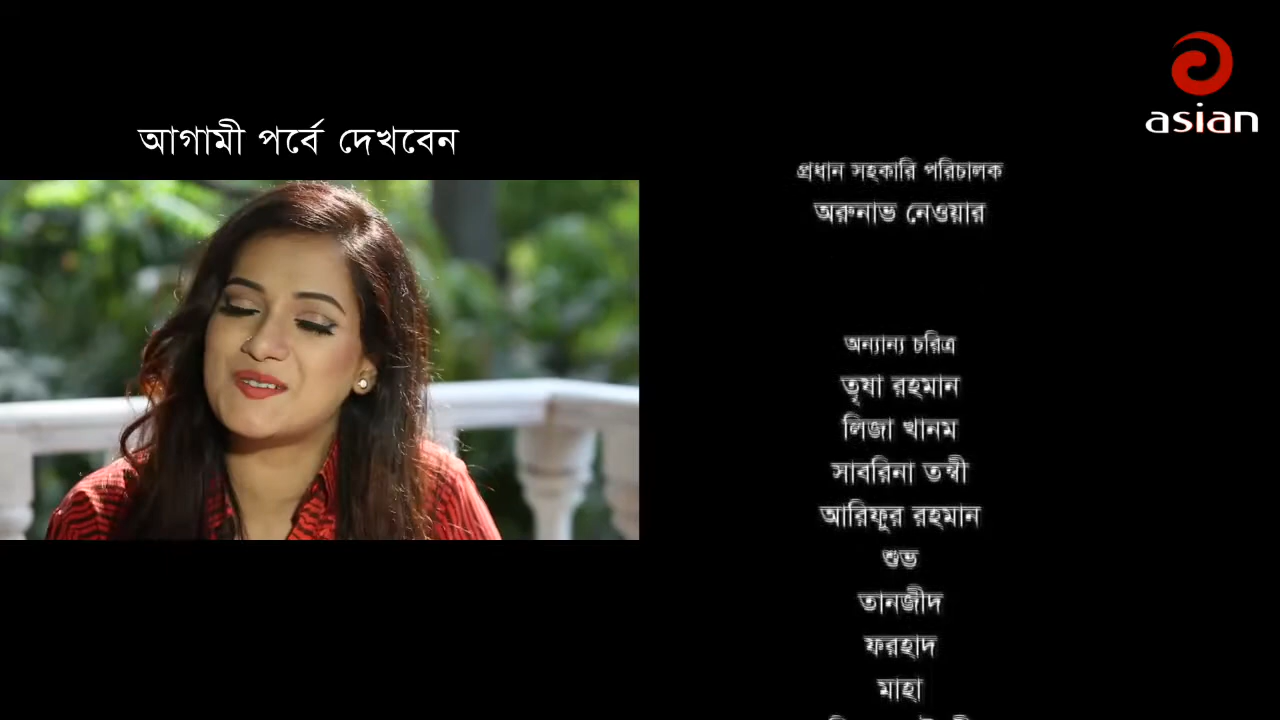 asian
আগামী পর্বে দেখবেন
প্রধান সহকারি পরিচালক
অরুনাভ নেওয়ার
অন্যান্য চরিত্র
তৃষা রহমান
লিজা খানম
সাবরিনা তন্বী
আরিফুর রহমান
শুভ
তানজীদ
ফরহাদ
মাহা